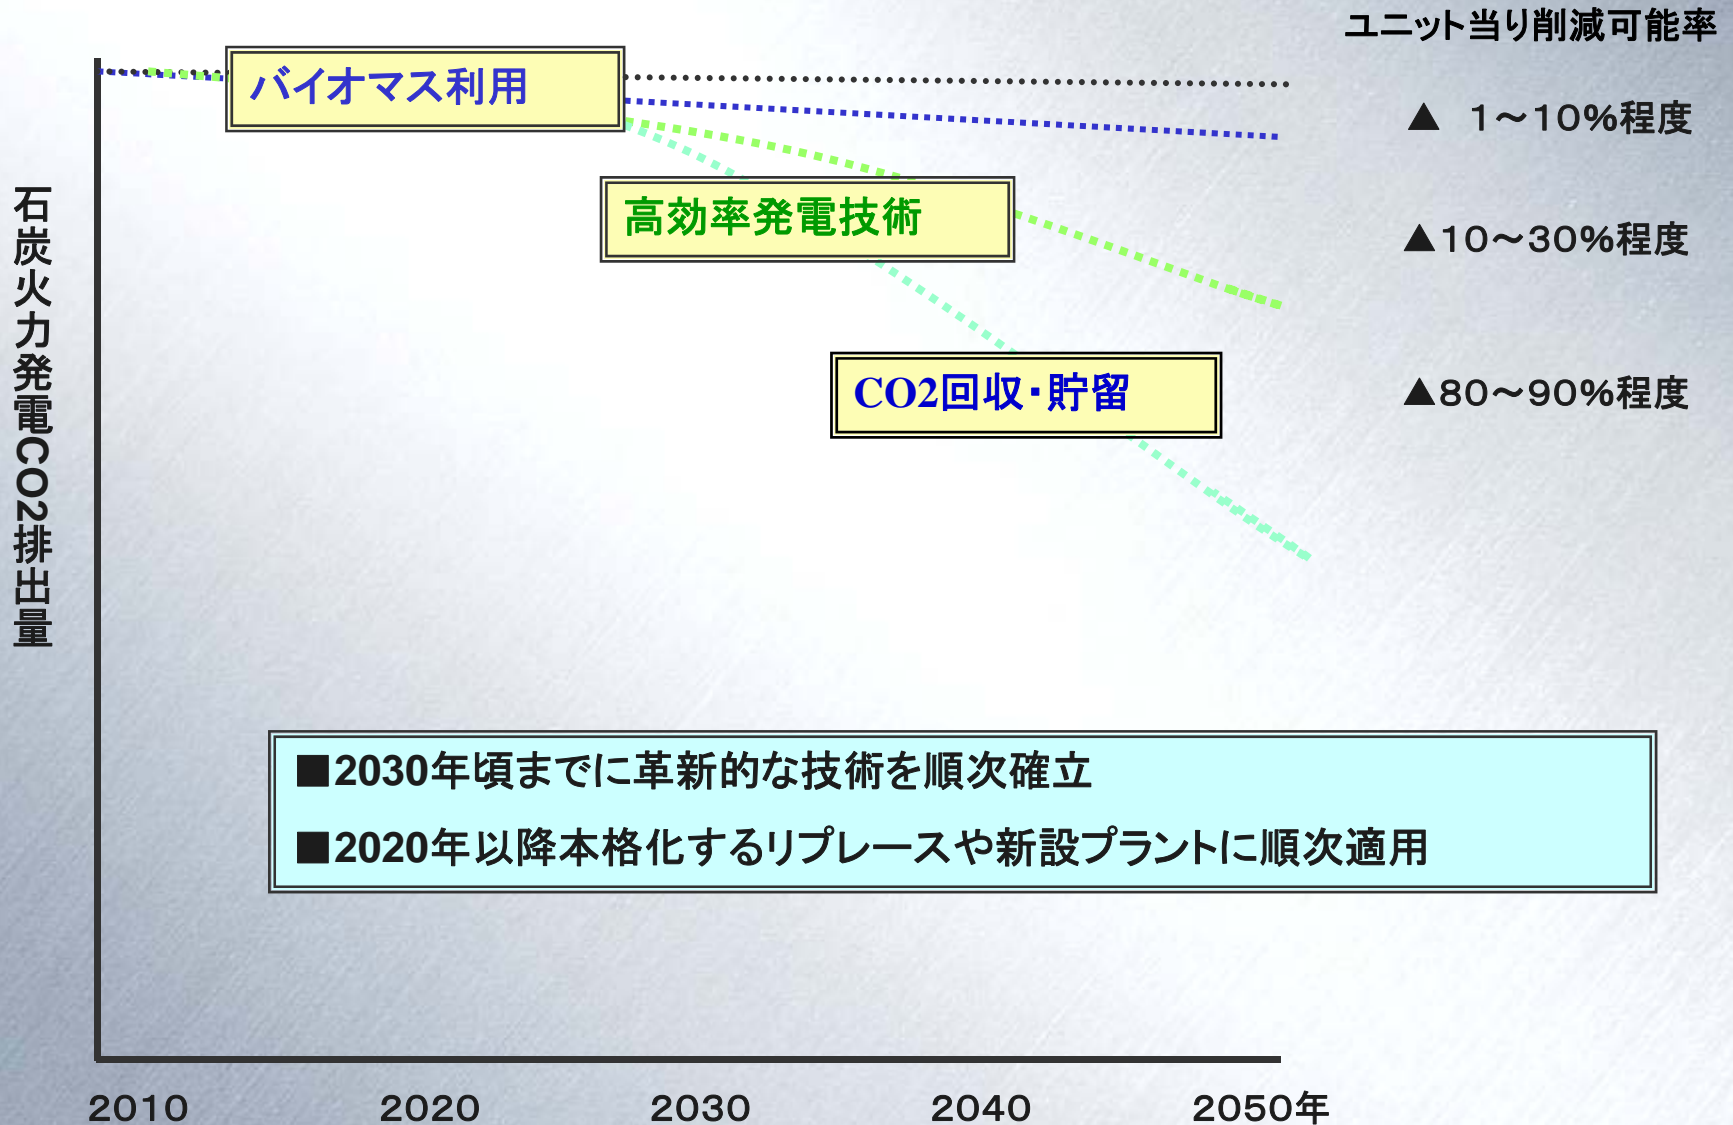 ユニット当り削減可能率
バイオマス利用
▲ 1～10%程度
高効率発電技術
▲10～30%程度
CO2回収・貯留
▲80～90%程度
石炭火力発電CO2排出量
■2030年頃までに革新的な技術を順次確立
■2020年以降本格化するリプレースや新設プラントに順次適用
2010 2020 2030 2040 2050年